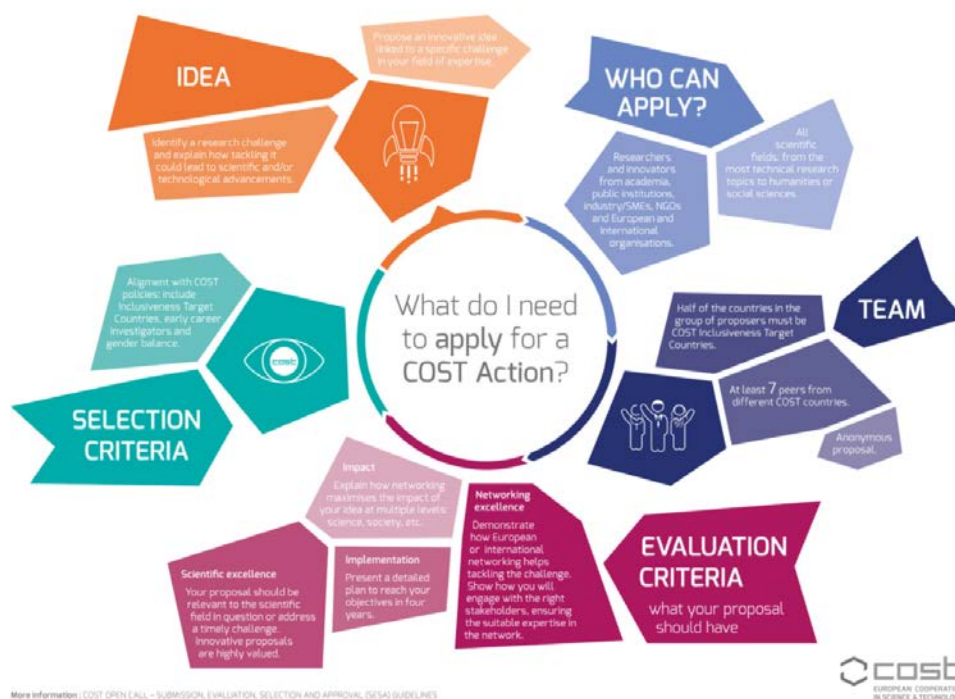 IDEA
Propose an innovative idea
linked to a specific challenge
in your field of expertise.
Identify a research challenge
and explain how tackling it
could lead to scientific and/or
technological advancements.
WHO CAN
APPLY?
Researchers
and innovators
from academia,
public institutions,
industry/SMEs, NGOs
and European and
International
organisations.
All
scientific
fields: from the
most technical research
topics to humanities or
social sciences.
What do I need
to apply for a
COST Action?
TEAM
Half of the countries in the
group of proposers must be
COST Inclusiveness Target
Countries.
At least 7 peers from
different COST countries.
Anonymous
proposal.
EVALUATION
CRITERIA
what your proposal
should have
Networking
excellence
Demonstrate
how European
or international
networking helps
tackling the challenge.
Show how you will
engage with the right
stakeholders, ensuring
the suitable expertise in
the network.
Impact
Explain how networking
maximises the impact of
your idea at multiple levels:
science, society, etc.
Implementation
Present a detailed
plan to reach your
objectives in four
years.
Scientific excellence
Your proposal should be
relevant to the scientific
field in question or address
a timely challenge.
Innovative proposals
are highly valued.
SELECTION
CRITERIA
Aligment with COST
policies: include
Inclusiveness Target
Countries, early career
investigators and
gender balance.
cost
More information : COST OPEN CALL – SUBMISSION, EVALUATION, SELECTION AND APPROVAL (SESA) GUIDELINES
cost
EUROPEAN COOPERAT
IN SCIENCE & TECHNOLO